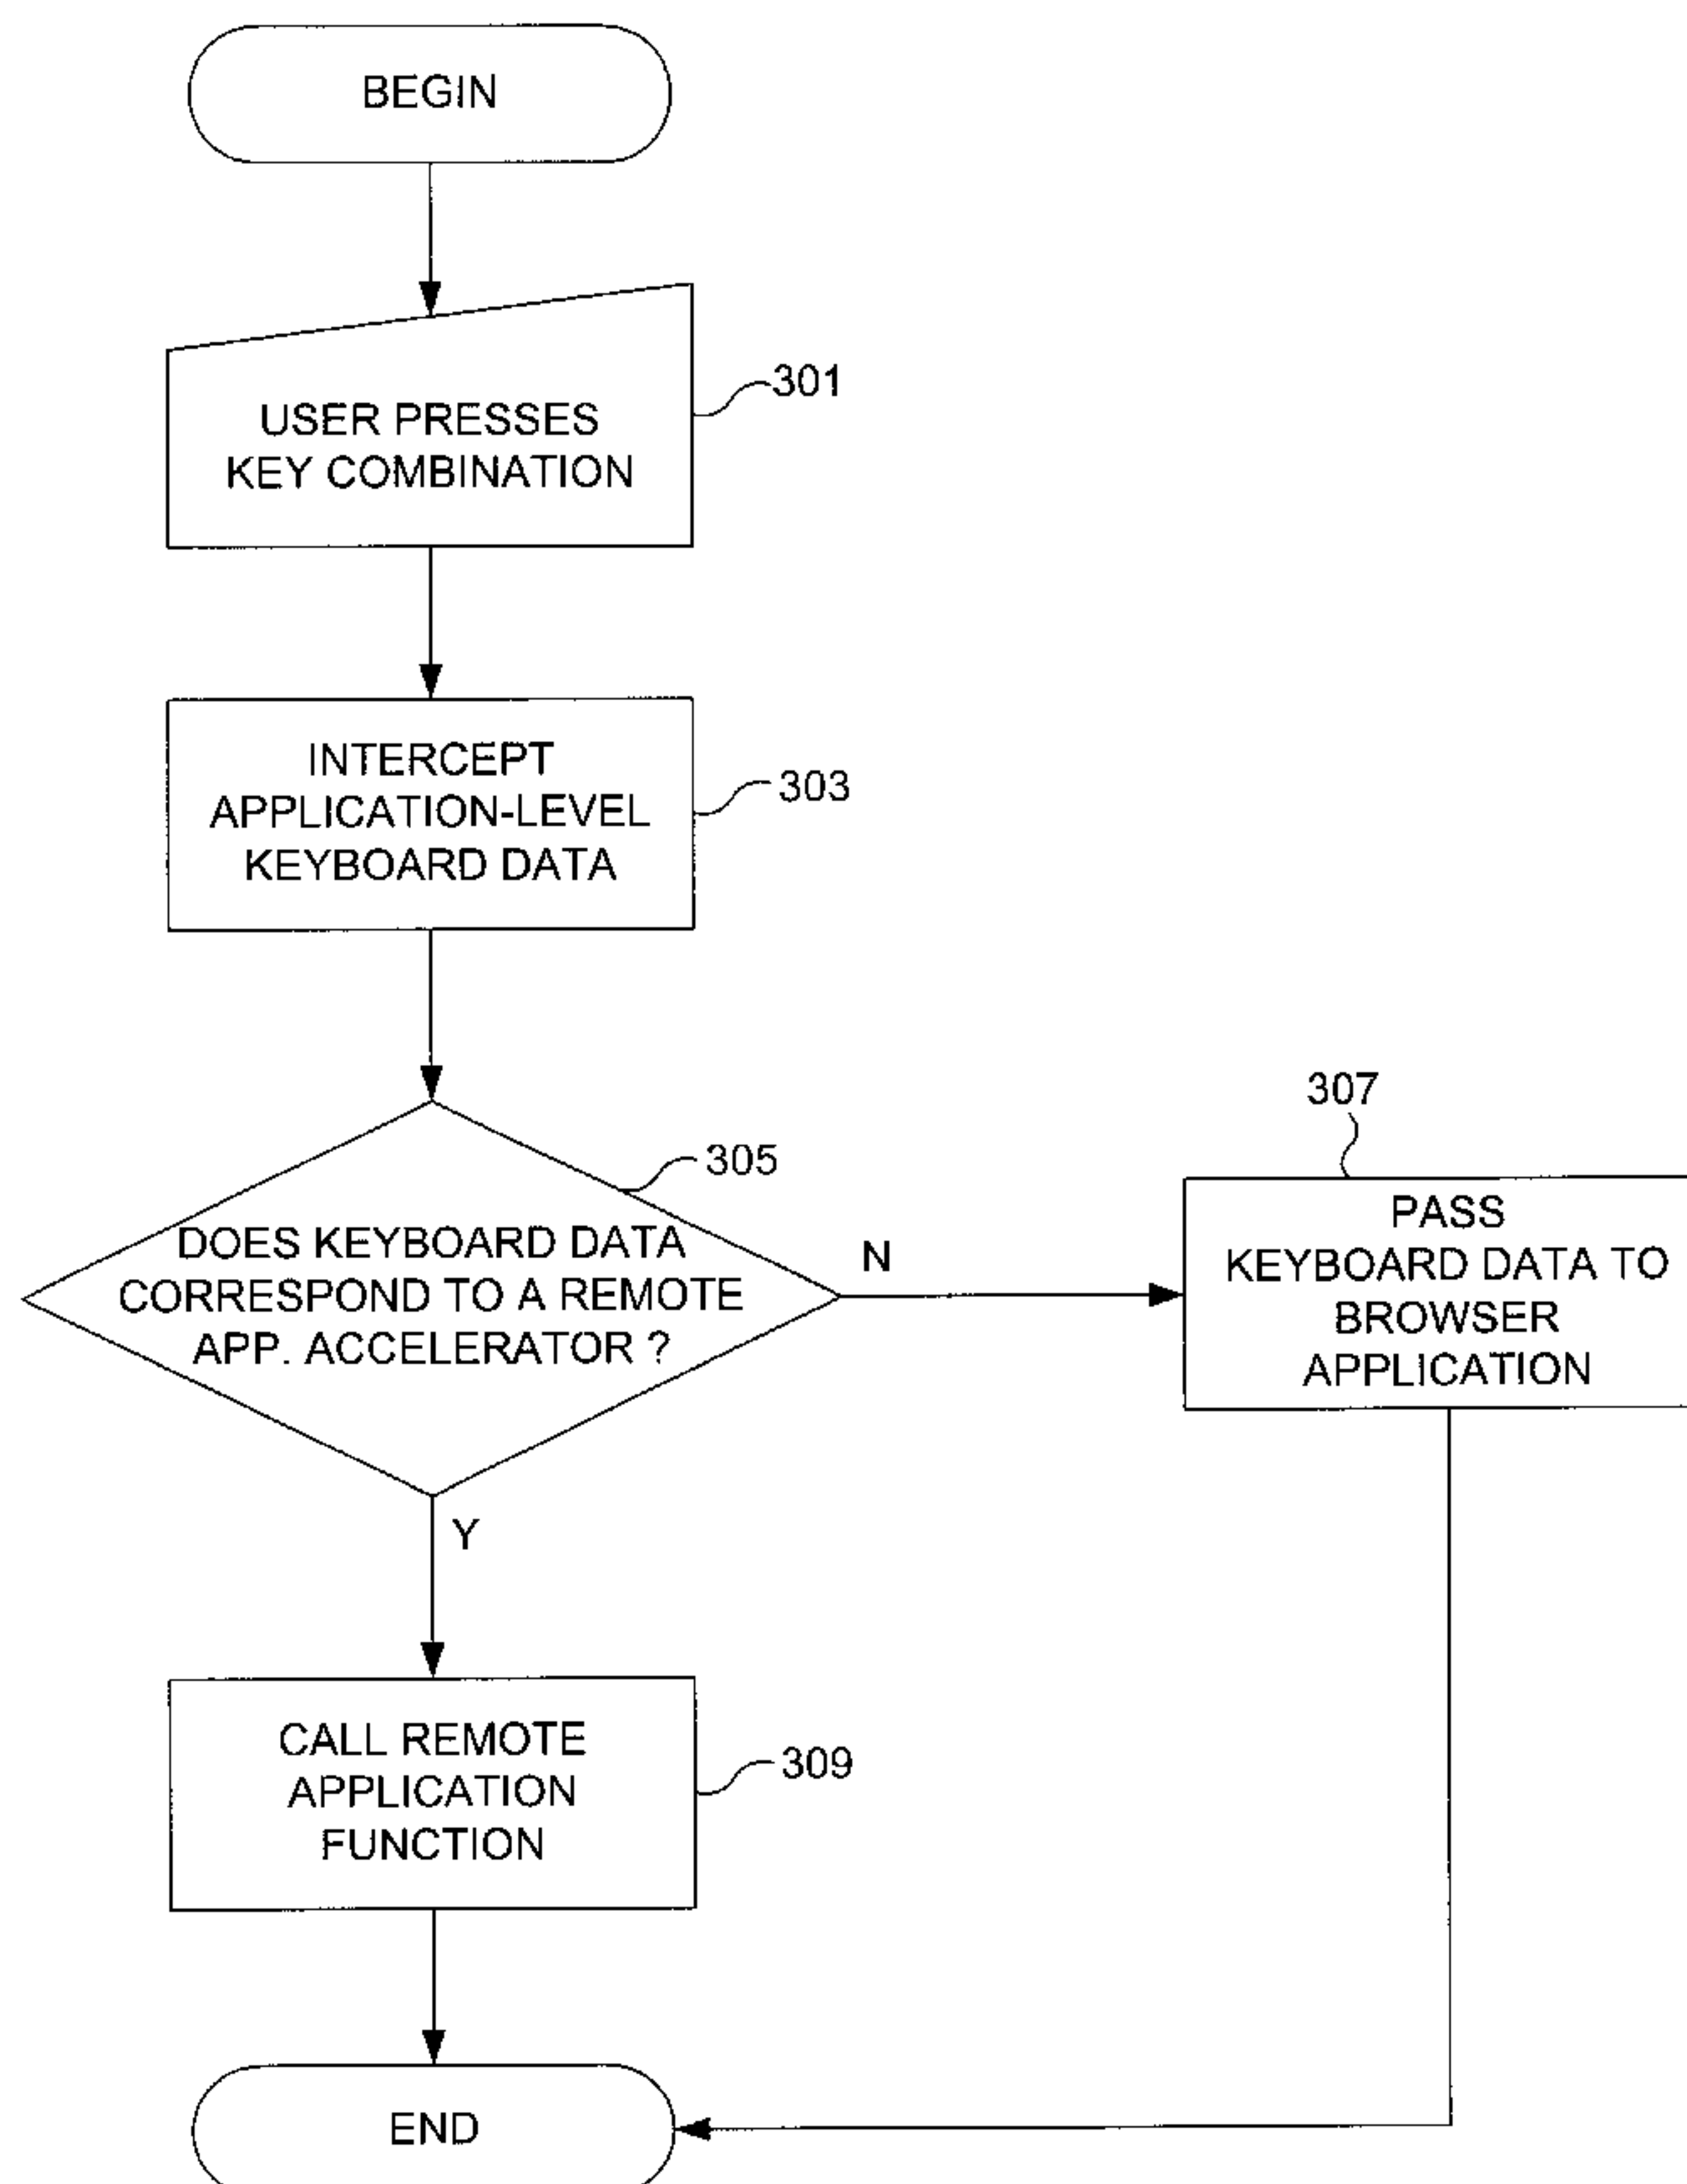 BEGIN
USER PRESSES
KEY COMBINATION
301
INTERCEPT
APPLICATION-LEVEL
KEYBOARD DATA
303
305
DOES KEYBOARD DATA
CORRESPOND TO A REMOTE
APP. ACCELERATOR ?
N
307
PASS
KEYBOARD DATA TO
BROWSER
APPLICATION
Y
CALL REMOTE
APPLICATION
FUNCTION
309
END